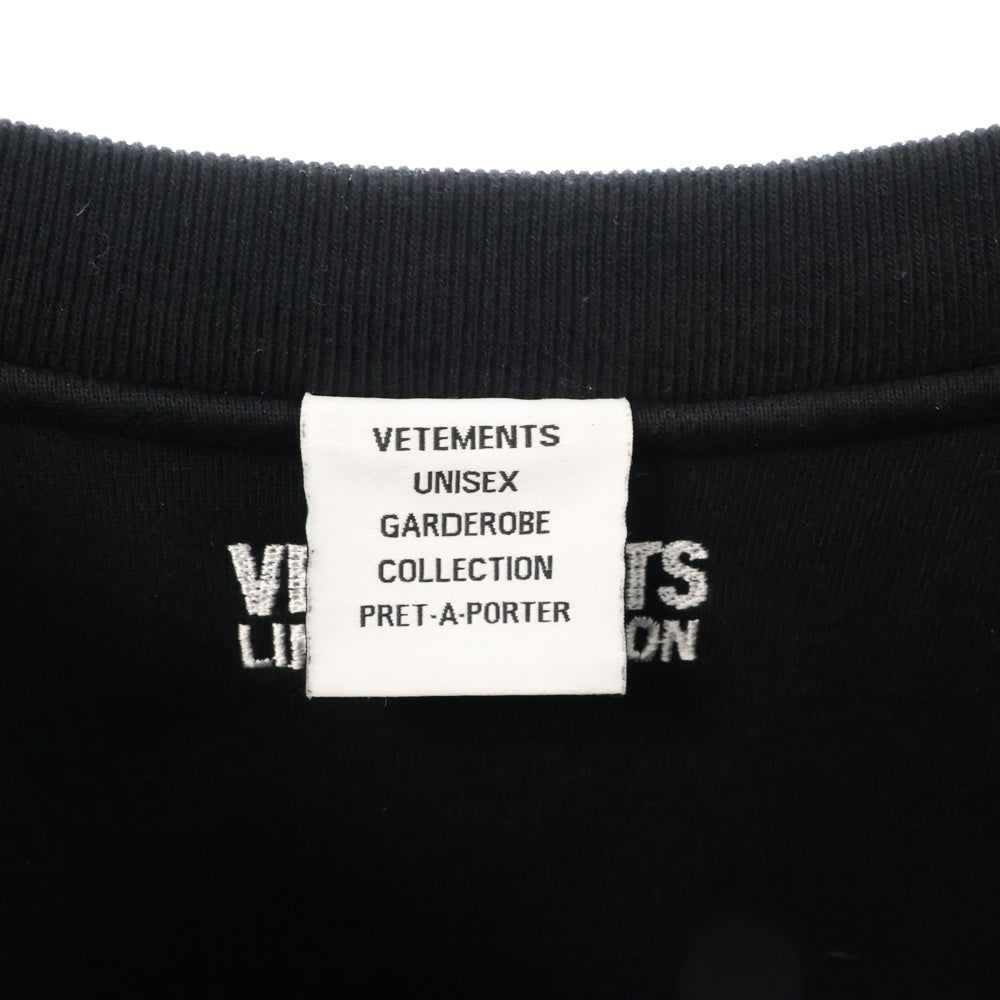 VETEMENTS
UNISEX
GARDEROBE
COLLECTION
PRET-A-PORTER